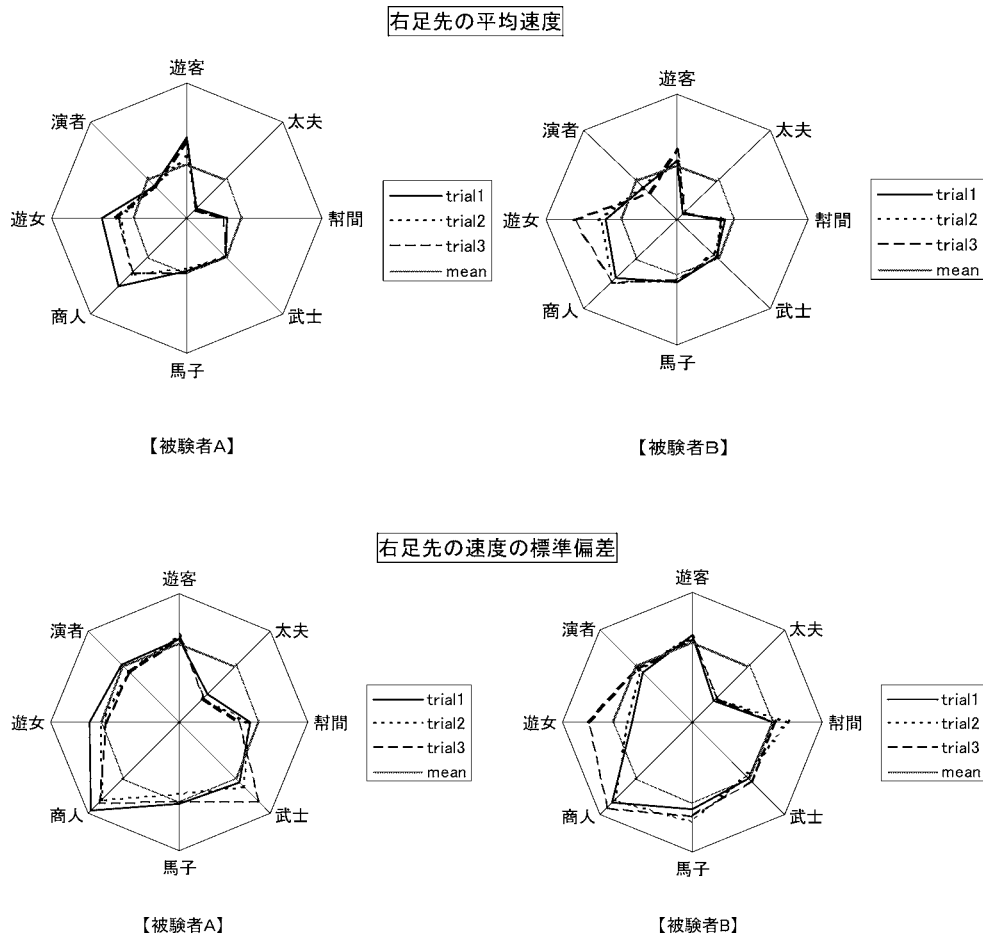 右足先の平均速度
遊客
太夫
幇間
武士
馬子
商人
遊女
演者
trial1
trial2
trial3
mean
【被験者A】
遊客
太夫
幇間
武士
馬子
商人
遊女
演者
trial1
trial2
trial3
mean
【被験者B】
右足先の速度の標準偏差
遊客
太夫
幇間
武士
馬子
商人
遊女
演者
trial1
trial2
trial3
mean
【被験者A】
遊客
太夫
幇間
武士
馬子
商人
遊女
演者
trial1
trial2
trial3
mean
【被験者B】